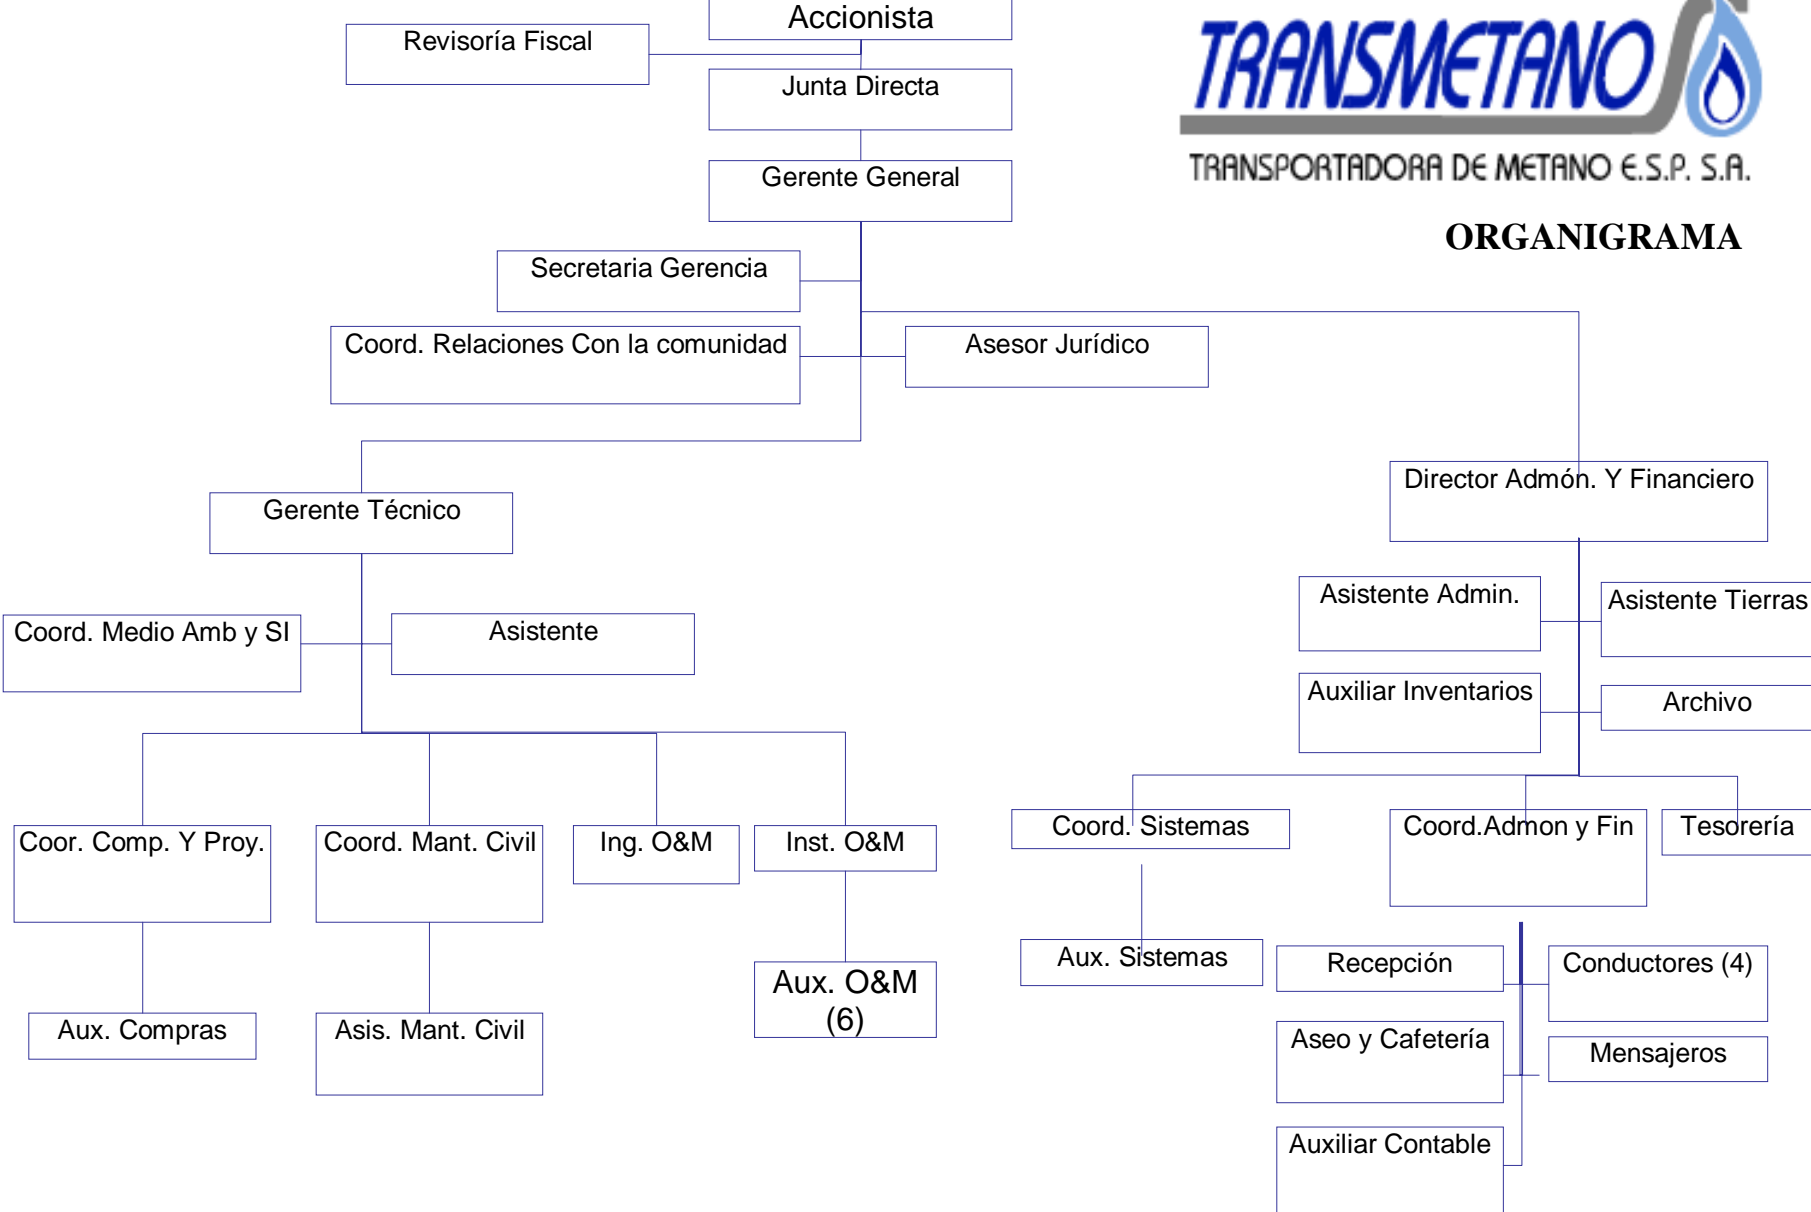 Accionista
Revisoría Fiscal
TRANSMETANO
Junta Directa
TRANSPORTADORA DE METANO E.S.P. S.A.
Gerente General
ORGANIGRAMA
Secretaria Gerencia
Coord. Relaciones Con la comunidad
Asesor Jurídico
Director Admón. Y Financiero
Gerente Técnico
Asistente Admin.
Asistente Tierras
Coord. Medio Amb y SI
Asistente
Auxiliar Inventarios
Archivo
Coor. Comp. Y Proy.
Coord. Mant. Civil
Ing. O&M
Inst. O&M
Coord. Sistemas
Coord.Admon y Fin
Tesorería
Aux. Sistemas
Recepción
Conductores (4)
Aux. O&M
(6)
Aux. Compras
Asis. Mant. Civil
Aseo y Cafetería
Mensajeros
Auxiliar Contable